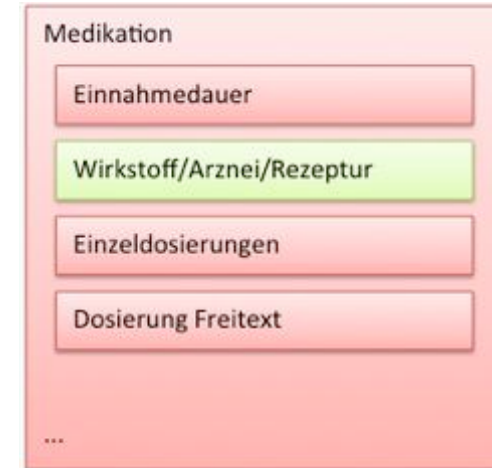 Medikation
Einnahmedauer
Wirkstoff/Arznei/Rezeptur
Einzeldosierungen
Dosierung Freitext
...